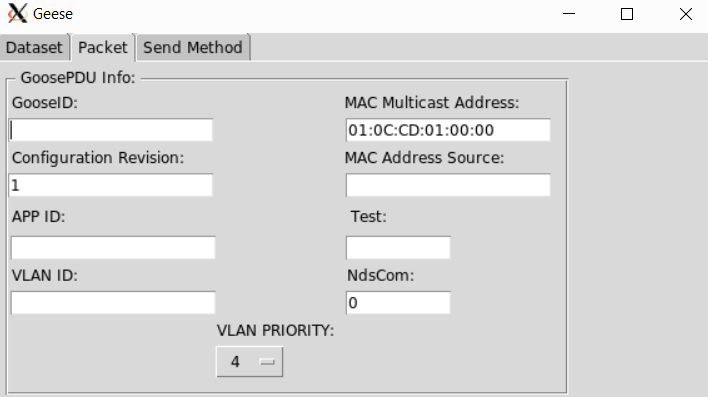 Geese
Dataset Packet Send Method
GoosePDU Info:
GooseID: MAC Multicast Address:
01:0C:CD:01:00:00
Configuration Revision: MAC Address Source:
1
APP ID: Test:
VLAN ID: NdsCom:
0
VLAN PRIORITY:
4